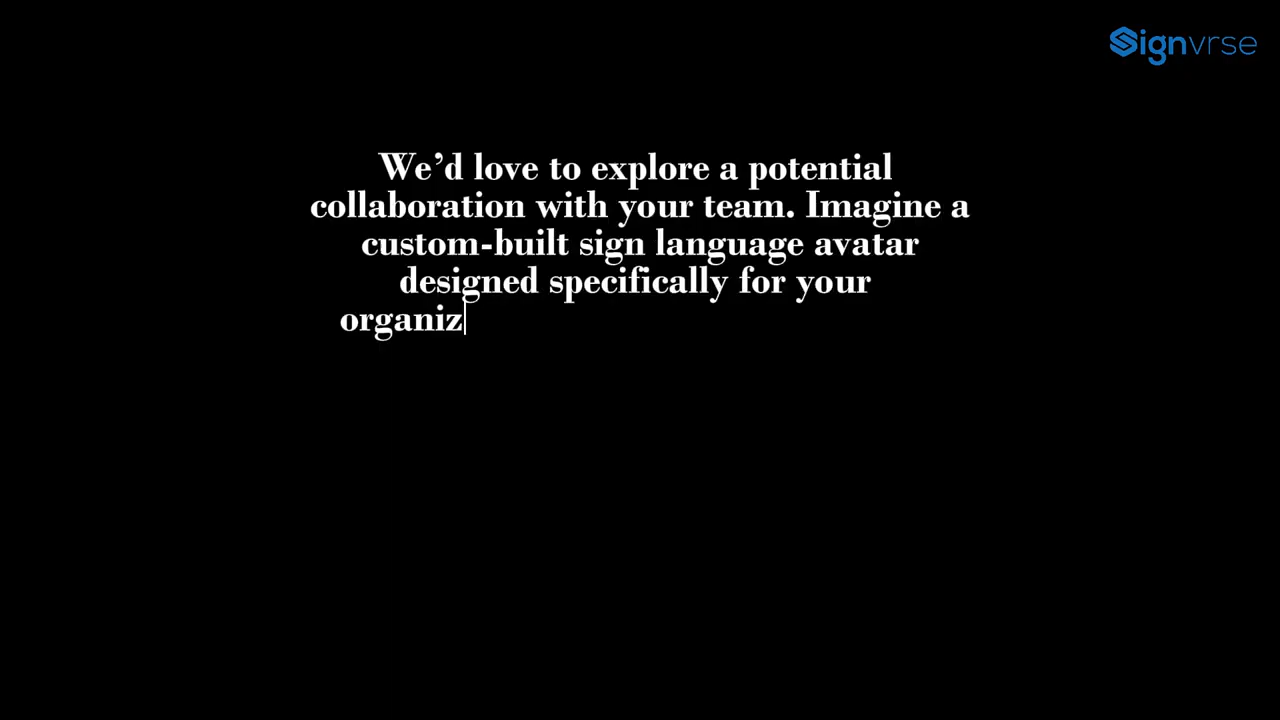 Signvrse
We’d love to explore a potential
collaboration with your team. Imagine a
custom-built sign language avatar
designed specifically for your
organiz